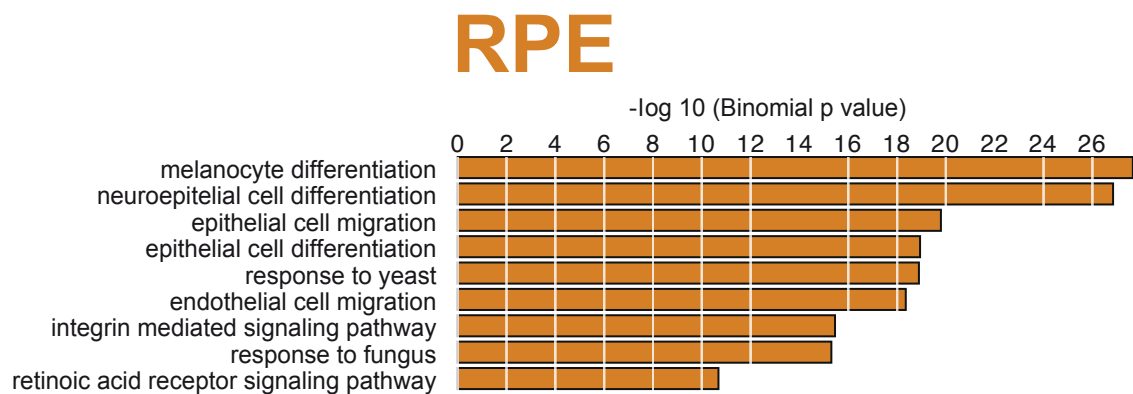 RPE
-log 10 (Binomial p value)
0 2 4 6 8 10 12 14 16 18 20 22 24 26
melanocyte differentiation
neuroepitelial cell differentiation
epithelial cell migration
epithelial cell differentiation
response to yeast
endothelial cell migration
integrin mediated signaling pathway
response to fungus
retinoic acid receptor signaling pathway